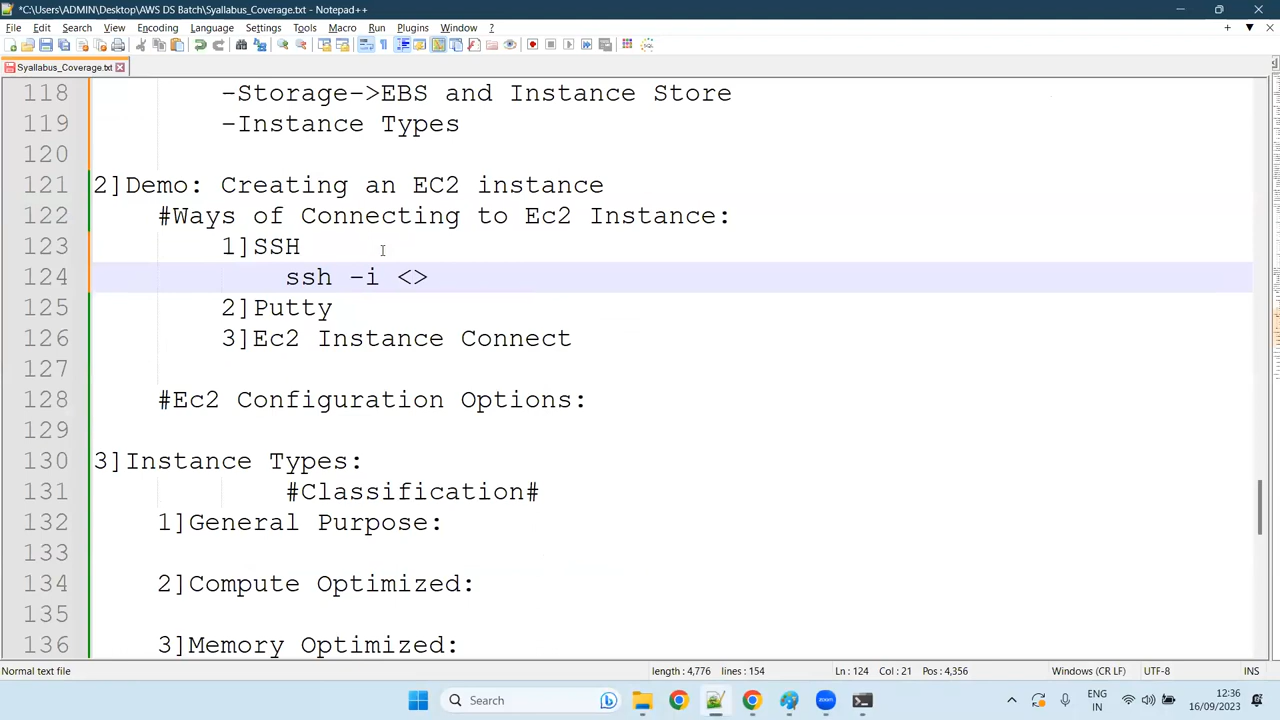 *C:\Users\ADMIN\Desktop\AWS DS Batch\Syallabus_Coverage.txt - Notepad++
File Edit Search View Encoding Language Settings Tools Macro Run Plugins Window ?
Syallabus_Coverage.txt
118 -Storage->EBS and Instance Store
119 -Instance Types
120
121 2]Demo: Creating an EC2 instance
122 #Ways of Connecting to Ec2 Instance:
123 1]SSH
124 ssh -i <>
125 2]Putty
126 3]Ec2 Instance Connect
127
128 #Ec2 Configuration Options:
129
130 3]Instance Types:
131 #Classification#
132 1]General Purpose:
133
134 2]Compute Optimized:
135
136 3]Memory Optimized:
Normal text file length : 4,776 lines : 154 Ln : 124 Col : 21 Pos : 4,356 Windows (CR LF) UTF-8 INS
Search ENG IN 12:36 16/09/2023